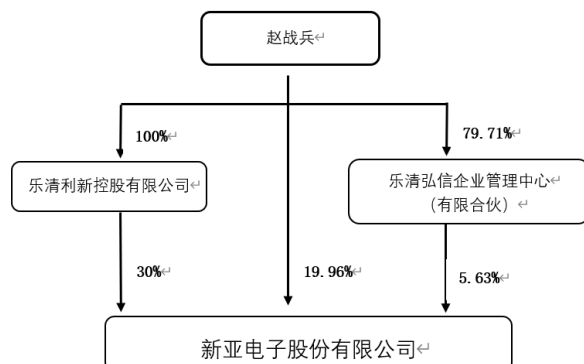 赵战兵
100%
79.71%
乐清利新控股有限公司
乐清弘信企业管理中心
（有限合伙）
30%
19.96%
5.63%
新亚电子股份有限公司